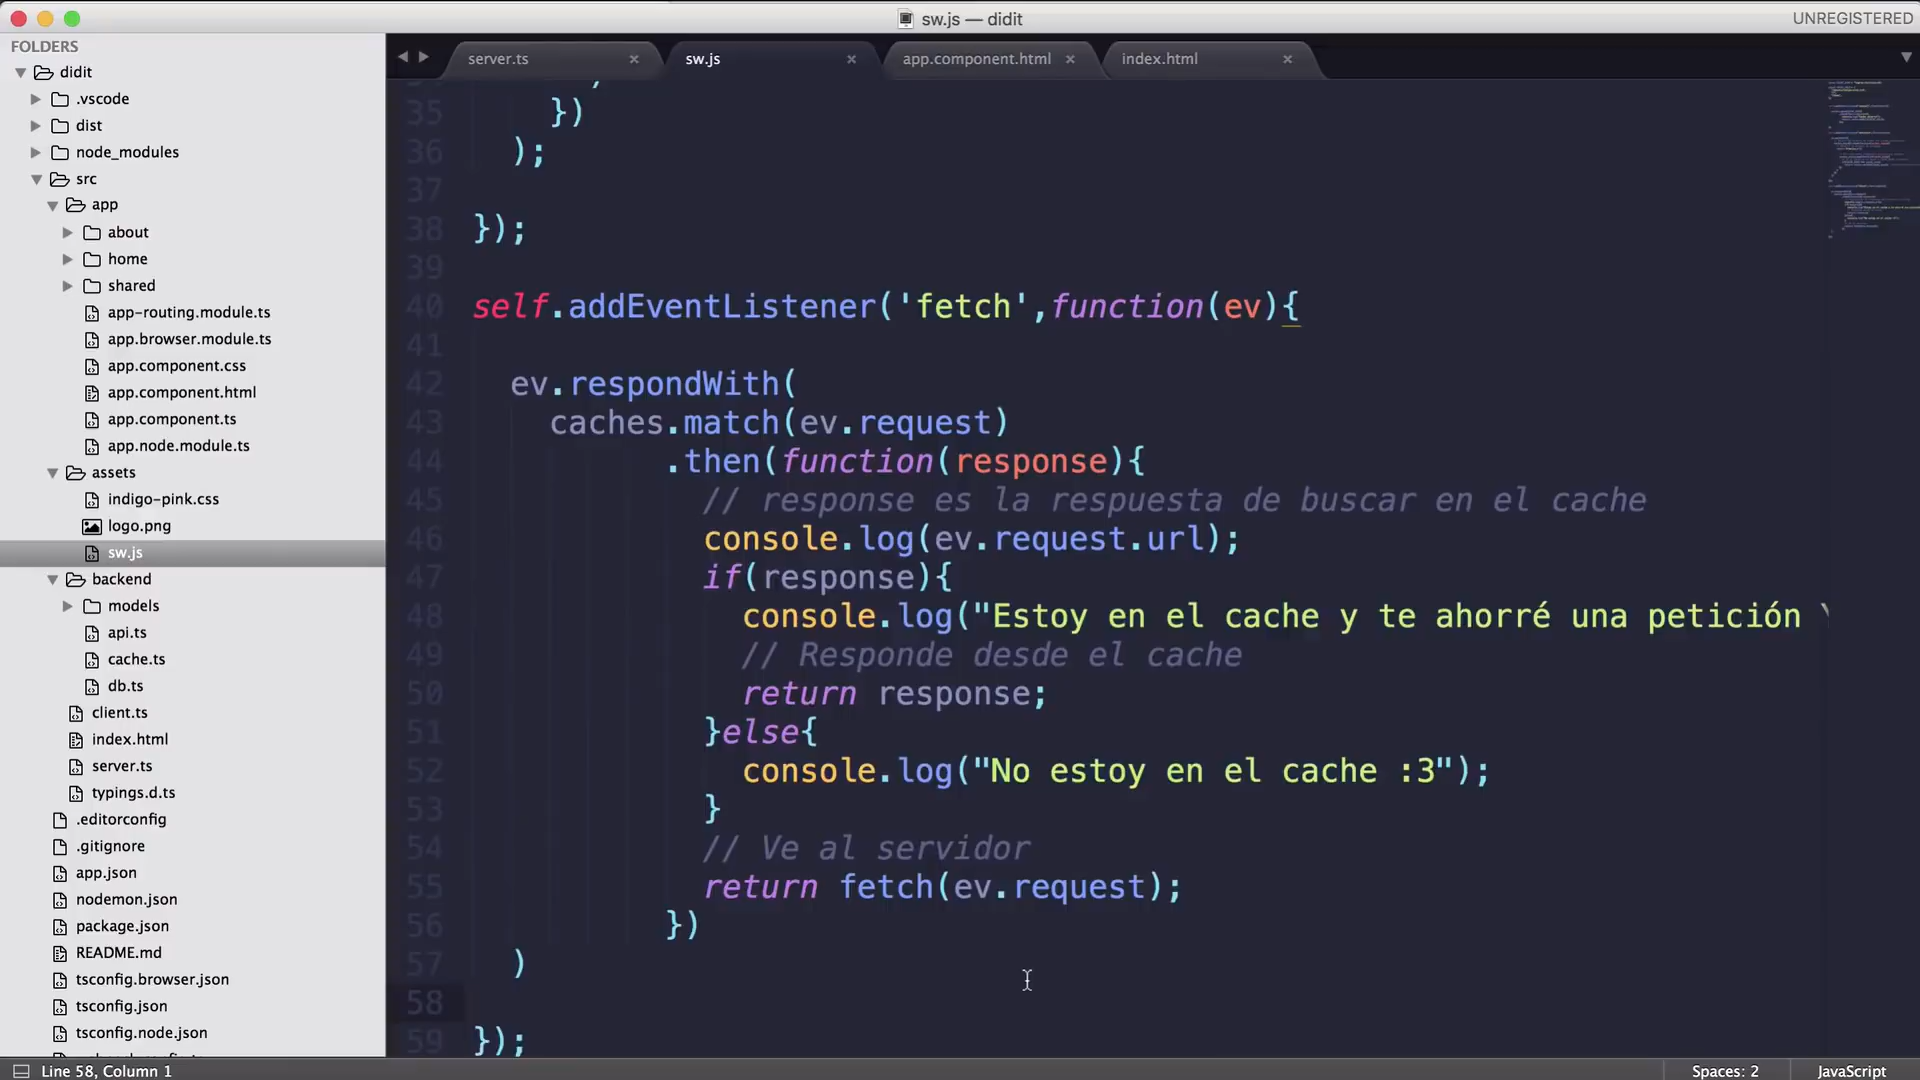 sw.js — didit
UNREGISTERED
FOLDERS
didit
.vscode
dist
node_modules
src
app
about
home
shared
app-routing.module.ts
app.browser.module.ts
app.component.css
app.component.html
app.component.ts
app.node.module.ts
assets
indigo-pink.css
logo.png
sw.js
backend
models
api.ts
cache.ts
db.ts
client.ts
index.html
server.ts
typings.d.ts
.editorconfig
.gitignore
app.json
nodemon.json
package.json
README.md
tsconfig.browser.json
tsconfig.json
tsconfig.node.json
server.ts × sw.js × app.component.html × index.html ×
35 })
36 );
37
38 });
39
40 self.addEventListener('fetch',function(ev){
41
42 ev.respondWith(
43 caches.match(ev.request)
44 .then(function(response){
45 // response es la respuesta de buscar en el cache
46 console.log(ev.request.url);
47 if(response){
48 console.log("Estoy en el cache y te ahorré una petición \
49 // Responde desde el cache
50 return response;
51 }else{
52 console.log("No estoy en el cache :3");
53 }
54 // Ve al servidor
55 return fetch(ev.request);
56 })
57 )
58
59 });
Line 58, Column 1
Spaces: 2
JavaScript